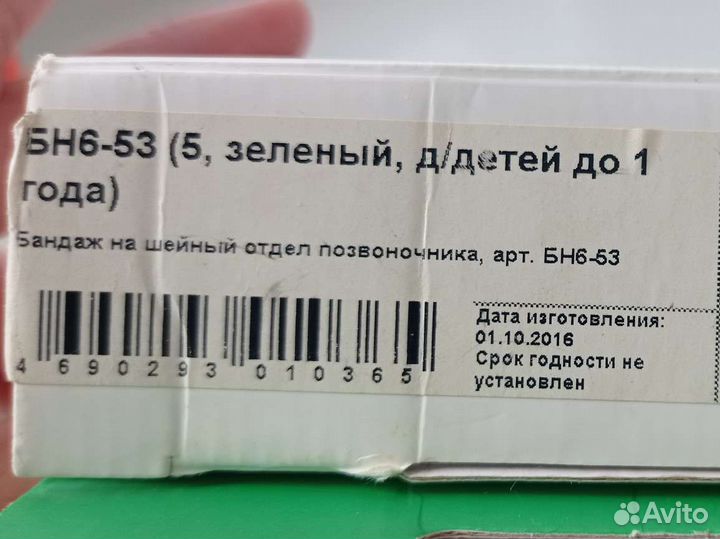 БН6-53 (5, зеленый, д/детей до 1
года)
Бандаж на шейный отдел позвоночника, арт. БН6-53
4 690293 010365
Дата изготовления:
01.10.2016
Срок годности не
установлен
Avito